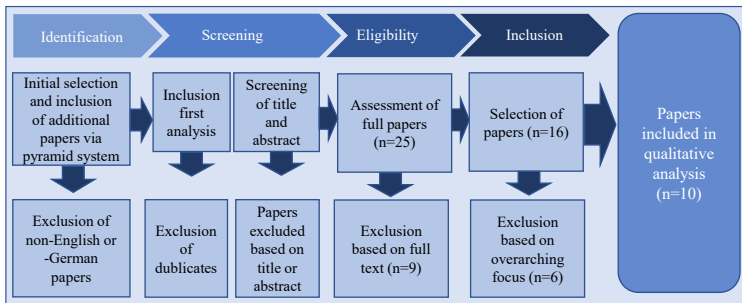 Identification
Screening
Eligibility
Inclusion
Initial selection
and inclusion
of additional
papers via
pyramid system
Inclusion
first
analysis
Screening
of title
and
abstract
Assessment of
full papers
(n=25)
Selection of
papers (n=16)
Papers
included in
qualitative
analysis
(n=10)
Exclusion of
non-English or
-German
papers
Exclusion
of
dublicates
Papers
excluded
based on
title or
abstract
Exclusion
based on full
text (n=9)
Exclusion
based on
overarching
focus (n=6)